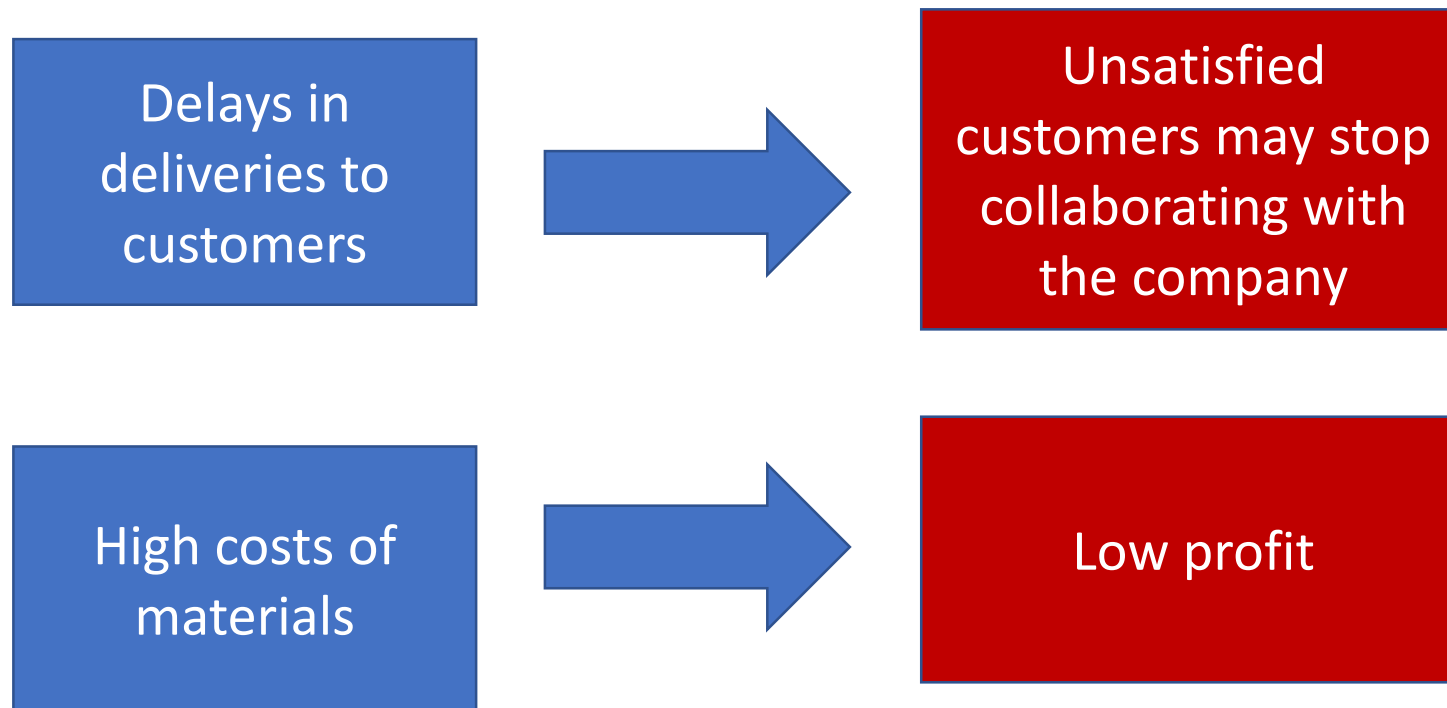 Delays in
deliveries to
customers
Unsatisfied
customers may stop
collaborating with
the company
High costs of
materials
Low profit